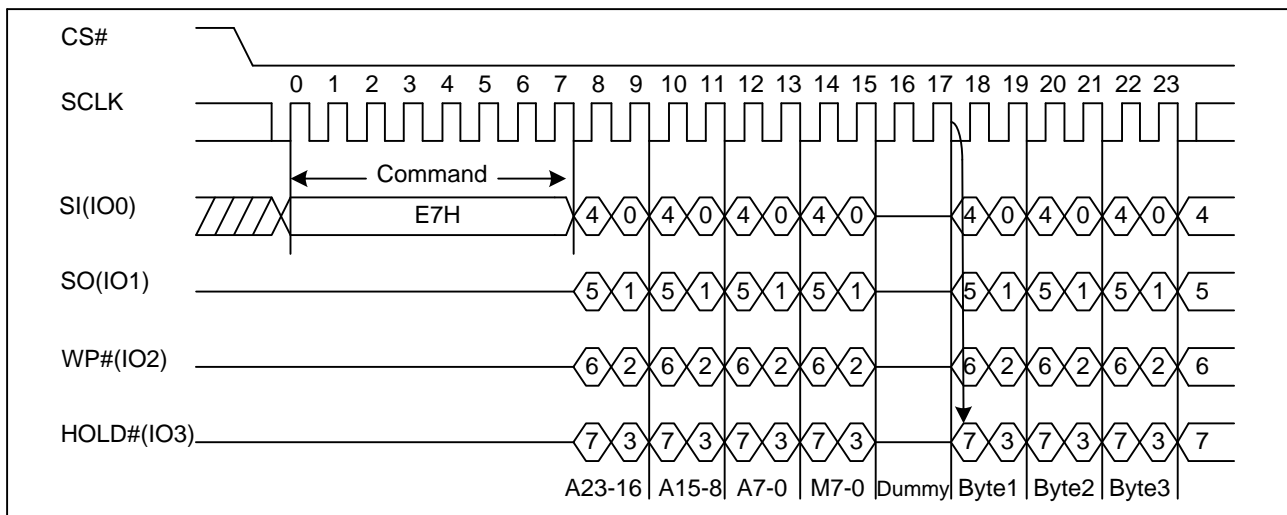 CS#
0 1 2 3 4 5 6 7 8 9 10 11 12 13 14 15 16 17 18 19 20 21 22 23
SCLK
Command
SI(IO0) E7H 4 0 4 0 4 0 4 0 4 0 4 0 4 0 4
SO(IO1) 5 1 5 1 5 1 5 1 5 1 5 1 5 1 5
WP#(IO2) 6 2 6 2 6 2 6 2 6 2 6 2 6 2 6
HOLD#(IO3) 7 3 7 3 7 3 7 3 7 3 7 3 7 3 7
A23-16 A15-8 A7-0 M7-0 Dummy Byte1 Byte2 Byte3